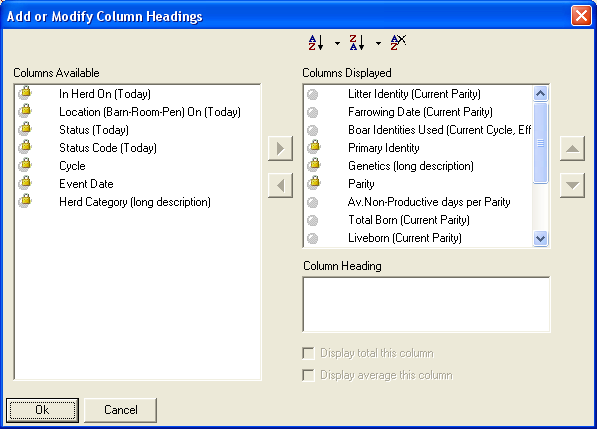 Add or Modify Column Headings
Columns Available
In Herd On (Today)
Location (Barn-Room-Pen) On (Today)
Status (Today)
Status Code (Today)
Cycle
Event Date
Herd Category (long description)
Columns Displayed
Litter Identity (Current Parity)
Farrowing Date (Current Parity)
Boar Identities Used (Current Cycle, Eff
Primary Identity
Genetics (long description)
Parity
Av.Non-Productive days per Parity
Total Born (Current Parity)
Liveborn (Current Parity)
Column Heading
Display total this column
Display average this column
Ok
Cancel